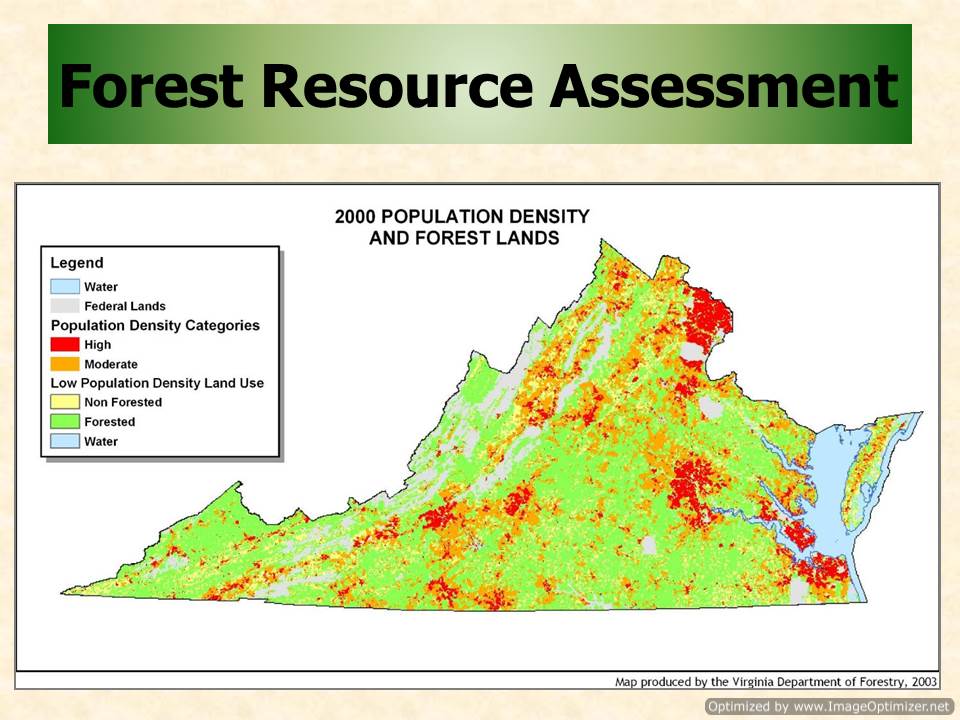 Forest Resource Assessment
2000 POPULATION DENSITY
AND FOREST LANDS
Legend
Water
Federal Lands
Population Density Categories
High
Moderate
Low Population Density Land Use
Non Forested
Forested
Water
Map produced by the Virginia Department of Forestry, 2003
Optimized by www.ImageOptimizer.net